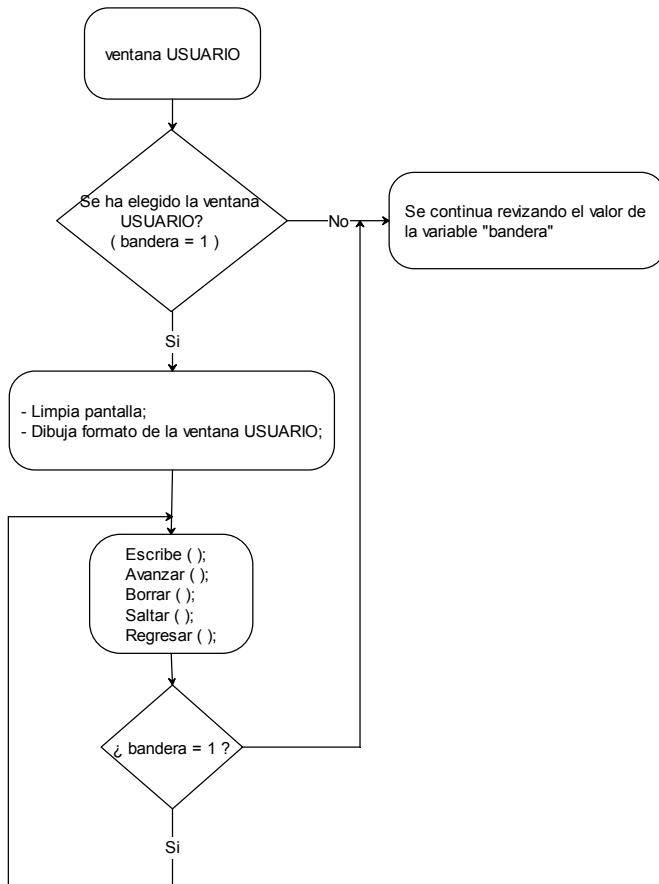 ventana USUARIO
Se ha elegido la ventana
USUARIO?
( bandera = 1 )
No
Se continua revizando el valor de
la variable "bandera"
Si
- Limpia pantalla;
- Dibuja formato de la ventana USUARIO;
Escribe ( );
Avanzar ( );
Borrar ( );
Saltar ( );
Regresar ( );
¿ bandera = 1 ?
Si